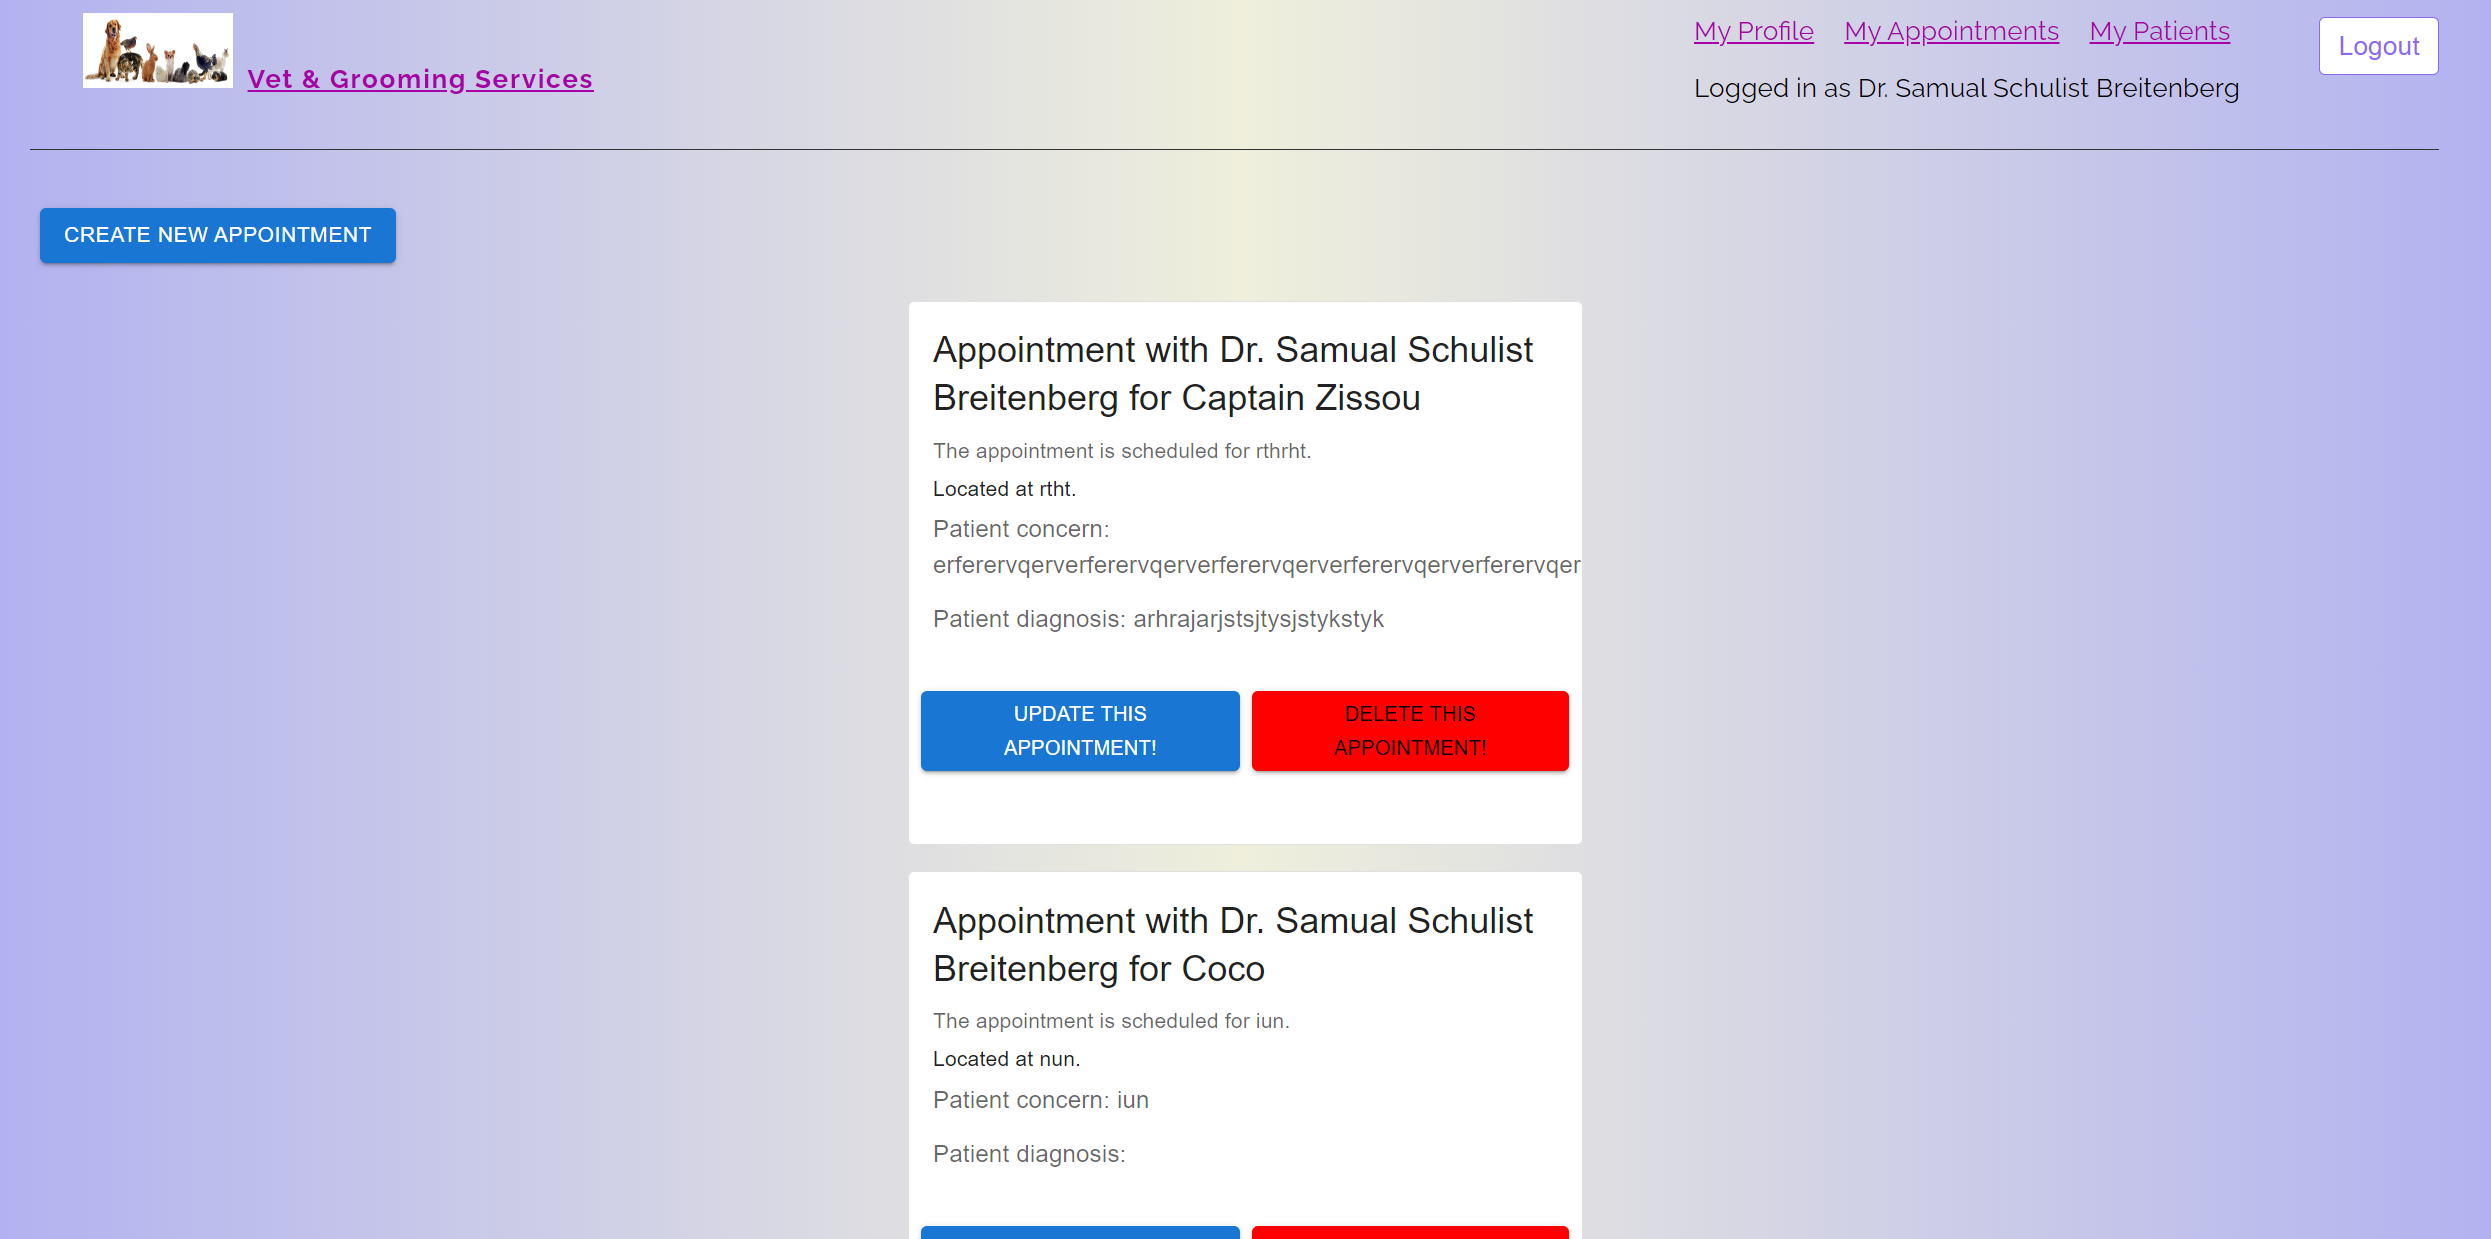 Vet & Grooming Services
My Profile My Appointments My Patients
Logout
Logged in as Dr. Samual Schulist Breitenberg
CREATE NEW APPOINTMENT
Appointment with Dr. Samual Schulist
Breitenberg for Captain Zissou
The appointment is scheduled for rthrht.
Located at rtht.
Patient concern:
erferervqerverferervqerverferervqerverferervqerverferervqer
Patient diagnosis: arhrajarjstsjtysjstykstyk
UPDATE THIS
APPOINTMENT!
DELETE THIS
APPOINTMENT!
Appointment with Dr. Samual Schulist
Breitenberg for Coco
The appointment is scheduled for iun.
Located at nun.
Patient concern: iun
Patient diagnosis: